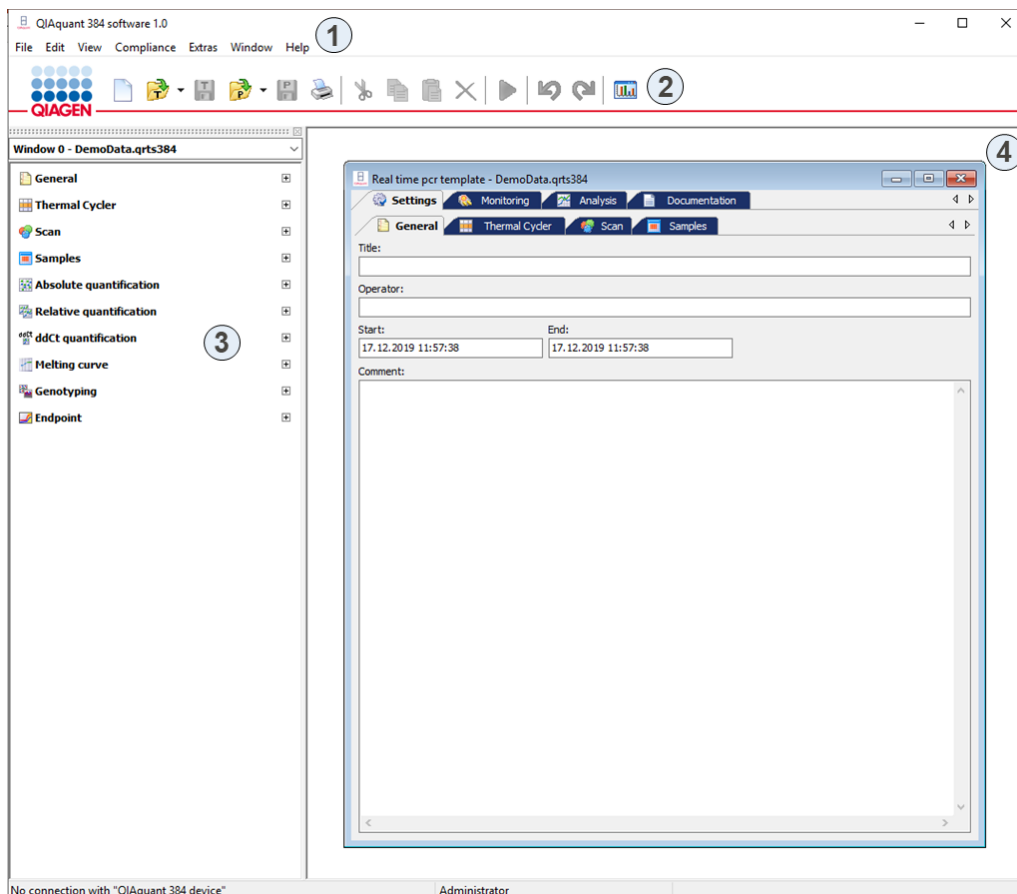 QIAquant 384 software 1.0
File Edit View Compliance Extras Window Help
1
QIAGEN
T
T
P
P
2
Window 0 - DemoData.qrts384
General
Thermal Cycler
Scan
Samples
Absolute quantification
Relative quantification
ddCt ddCt quantification
3
Melting curve
Genotyping
Endpoint
4
Real time pcr template - DemoData.qrts384
Settings Monitoring Analysis Documentation
General Thermal Cycler Scan Samples
Title:
Operator:
Start: End:
17.12.2019 11:57:38 17.12.2019 11:57:38
Comment:
No connection with "QIAquant 384 device" Administrator